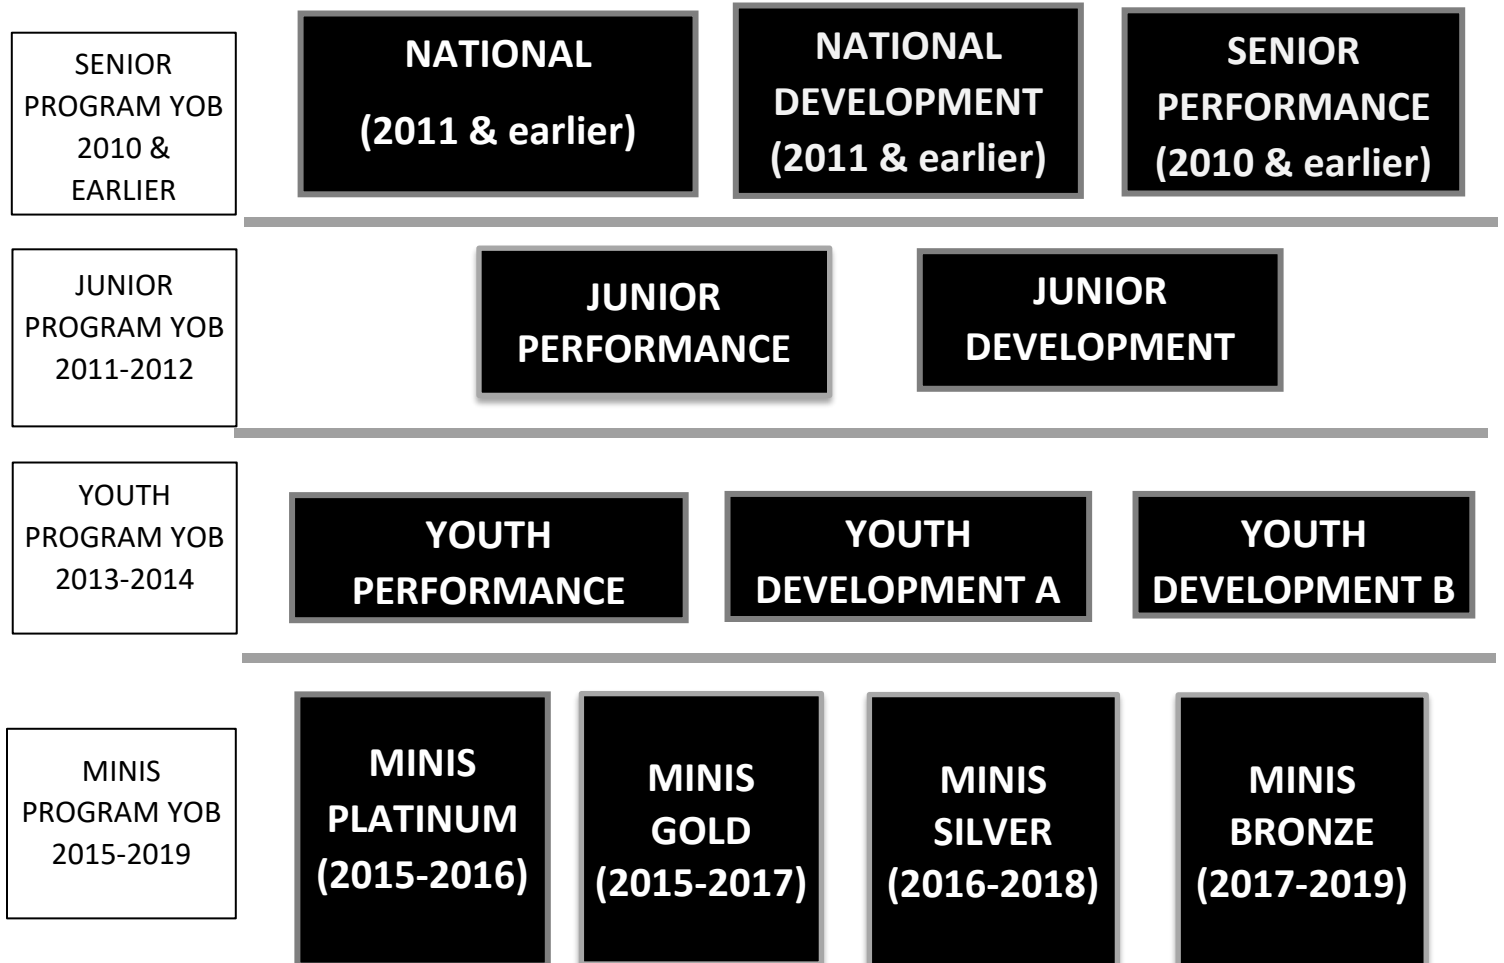 SENIOR
PROGRAM YOB
2010 &
EARLIER
NATIONAL
(2011 & earlier)
NATIONAL
DEVELOPMENT
(2011 & earlier)
SENIOR
PERFORMANCE
(2010 & earlier)
JUNIOR
PROGRAM YOB
2011-2012
JUNIOR
PERFORMANCE
JUNIOR
DEVELOPMENT
YOUTH
PROGRAM YOB
2013-2014
YOUTH
PERFORMANCE
YOUTH
DEVELOPMENT A
YOUTH
DEVELOPMENT B
MINIS
PROGRAM YOB
2015-2019
MINIS
PLATINUM
(2015-2016)
MINIS
GOLD
(2015-2017)
MINIS
SILVER
(2016-2018)
MINIS
BRONZE
(2017-2019)